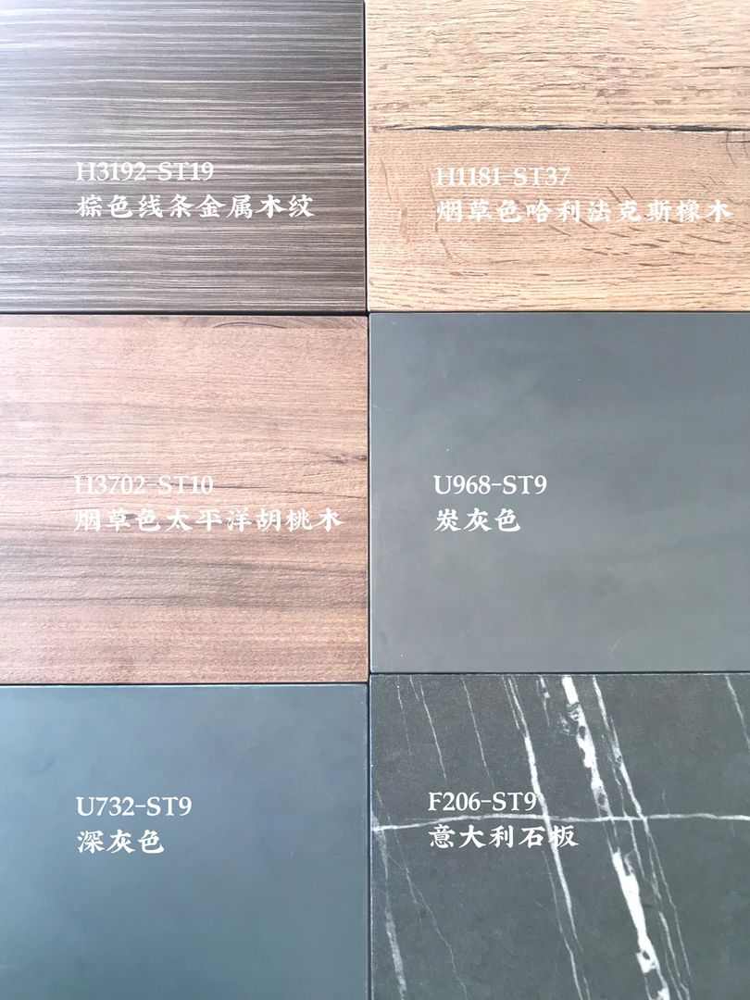 H3192-ST19
棕色线条金属木纹
H1181-ST37
烟草色哈利法克斯橡木
H3702-ST10
烟草色太平洋胡桃木
U968-ST9
炭灰色
U732-ST9
深灰色
F206-ST9
意大利石板